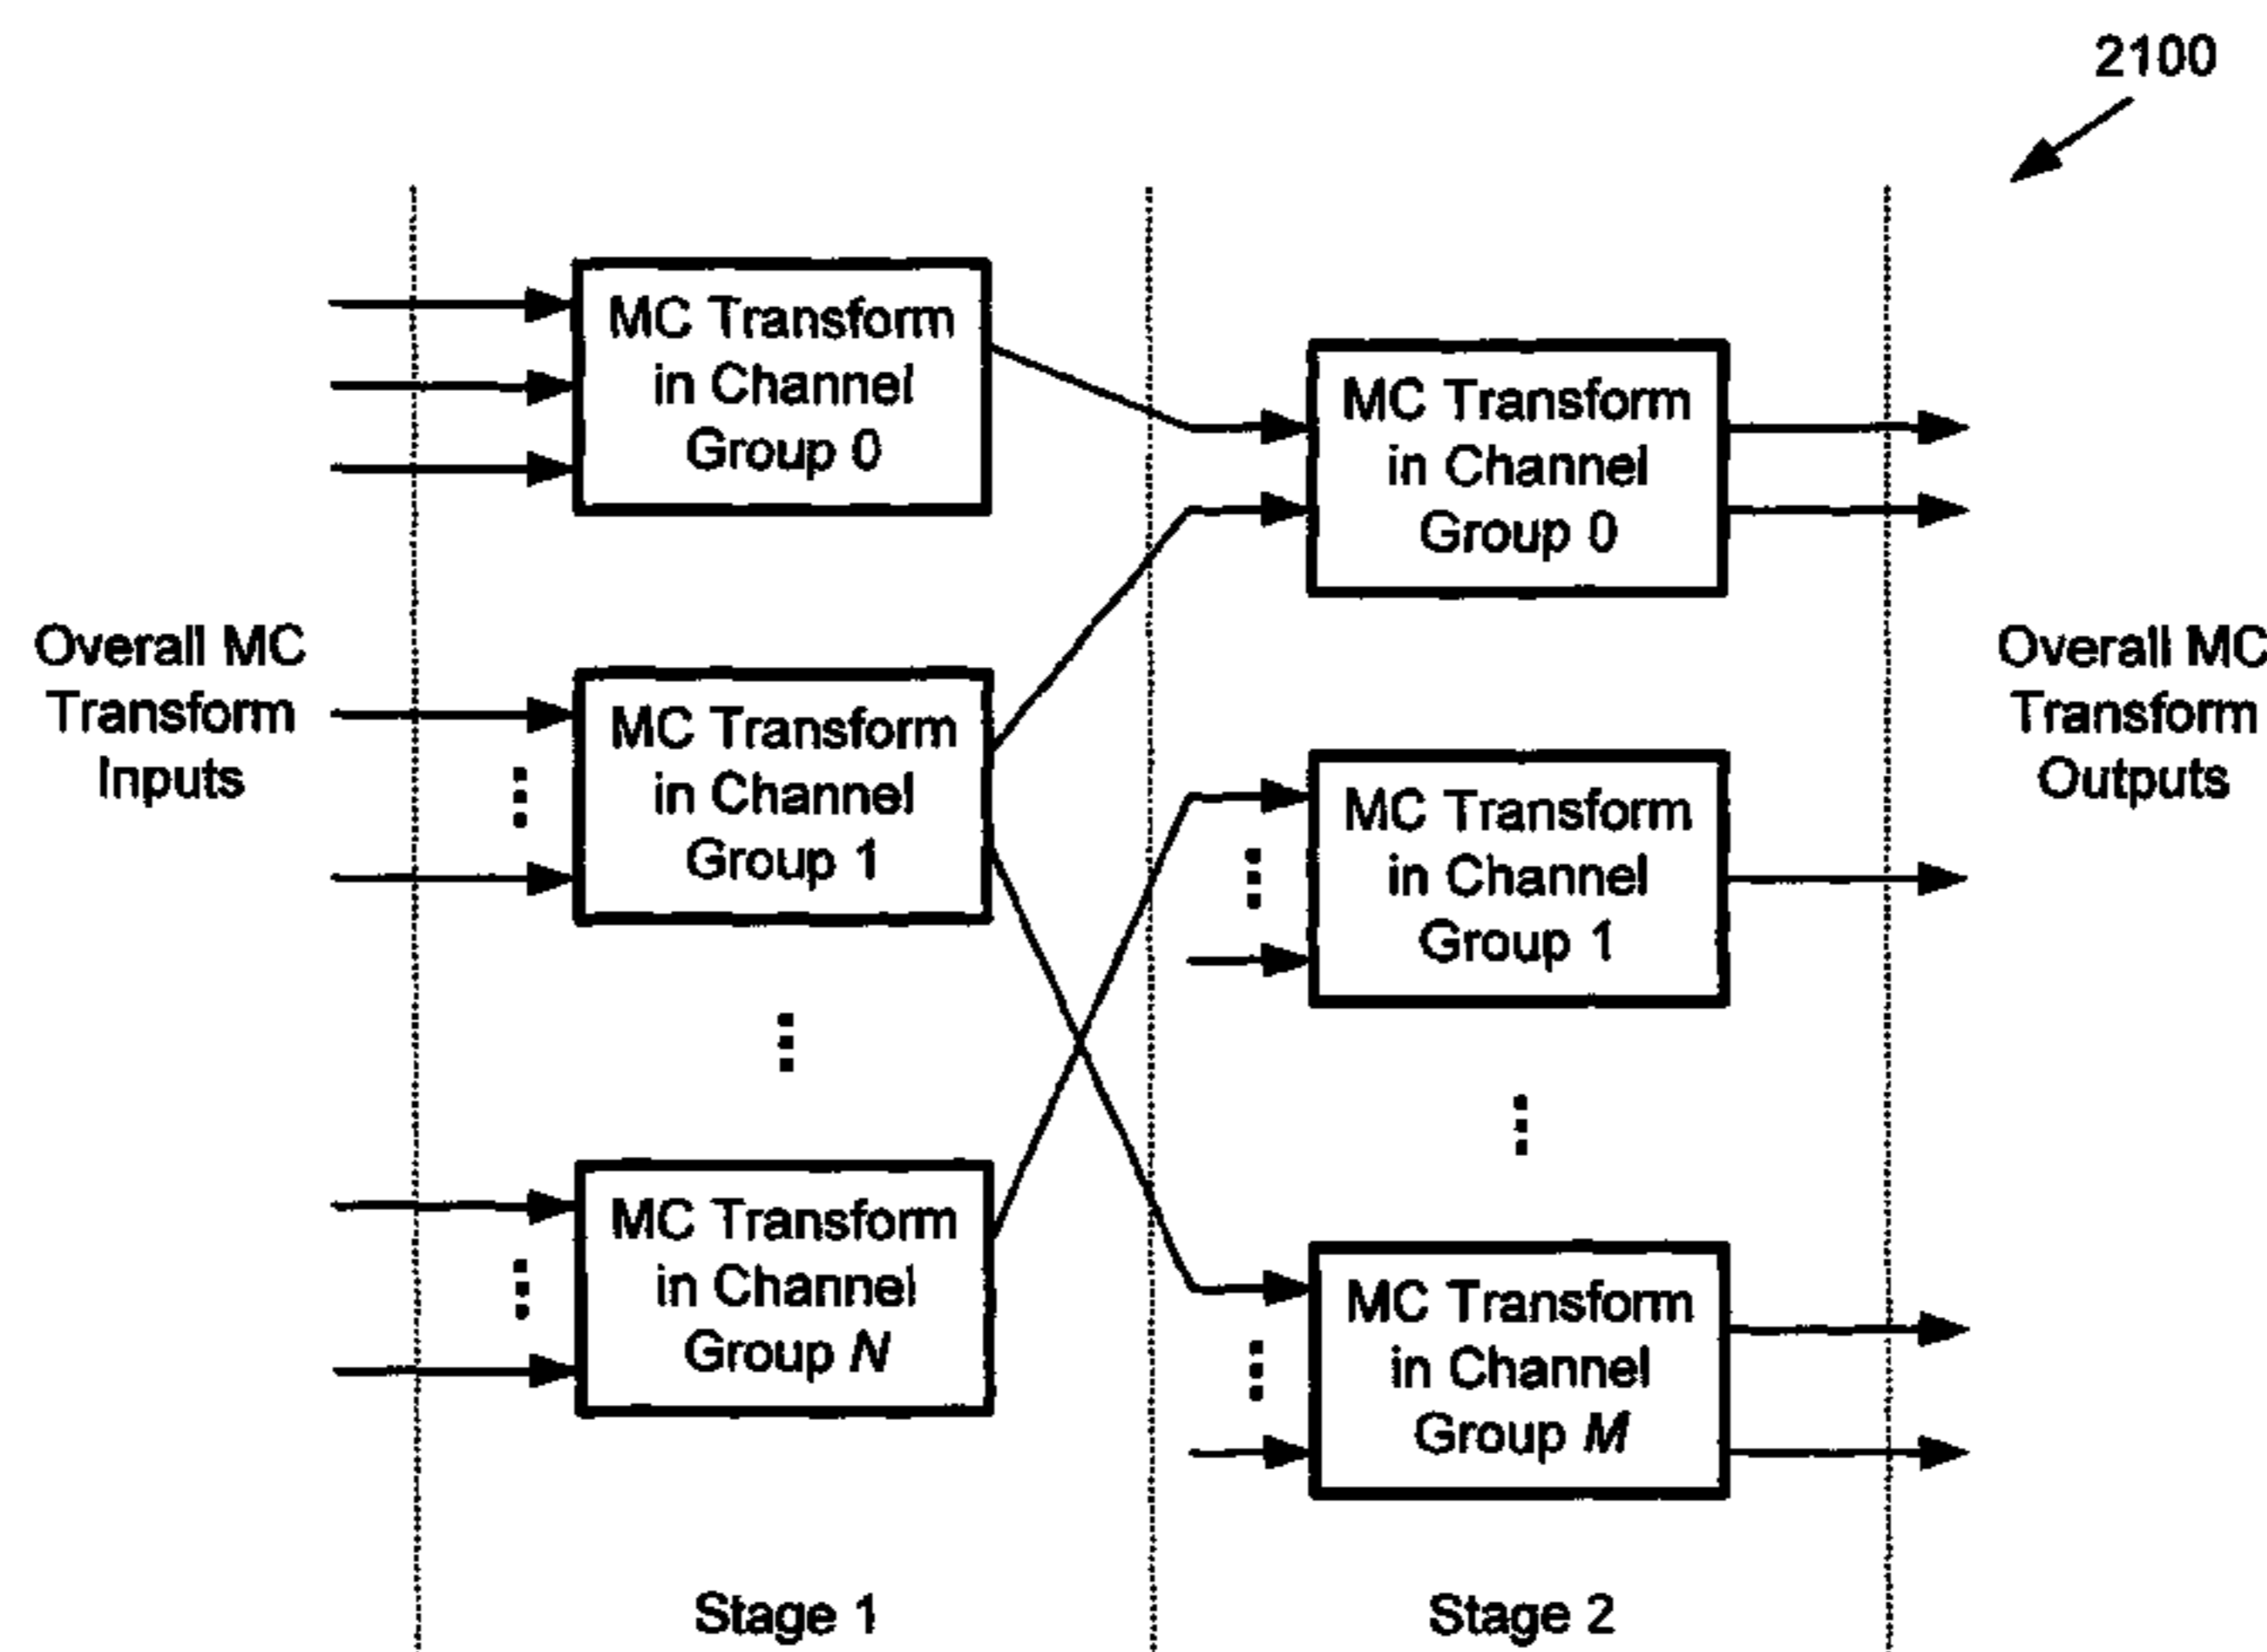 2100
Overall MC
Transform
Inputs
MC Transform
in Channel
Group 0
MC Transform
in Channel
Group 1
MC Transform
in Channel
Group N
Stage 1
MC Transform
in Channel
Group 0
MC Transform
in Channel
Group 1
MC Transform
in Channel
Group M
Stage 2
Overall MC
Transform
Outputs